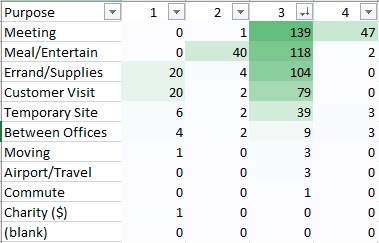 Purpose 1 2 3 4
Meeting 0 1 139 47
Meal/Entertain 0 40 118 2
Errand/Supplies 20 4 104 0
Customer Visit 20 2 79 0
Temporary Site 6 2 39 3
Between Offices 4 2 9 3
Moving 1 0 3 0
Airport/Travel 0 0 3 0
Commute 0 0 1 0
Charity ($) 1 0 0 0
(blank) 0 0 0 0